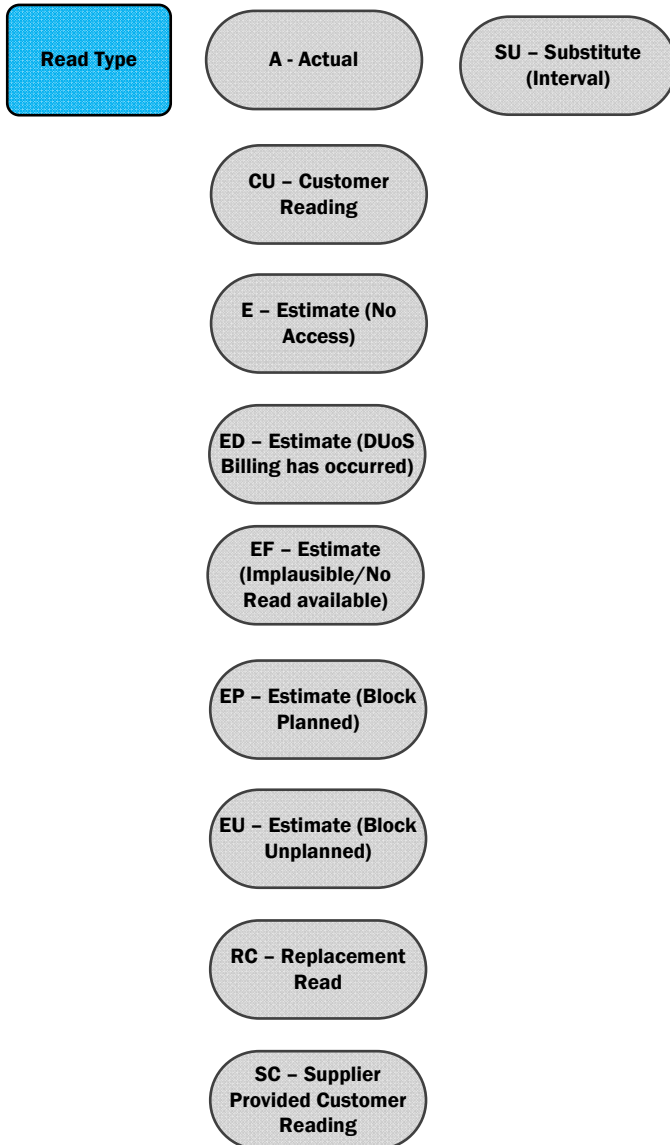 Read Type
A - Actual
SU – Substitute
(Interval)
CU – Customer
Reading
E – Estimate (No
Access)
ED – Estimate (DUoS
Billing has occurred)
EF – Estimate
(Implausible/No
Read available)
EP – Estimate (Block
Planned)
EU – Estimate (Block
Unplanned)
RC – Replacement
Read
SC – Supplier
Provided Customer
Reading